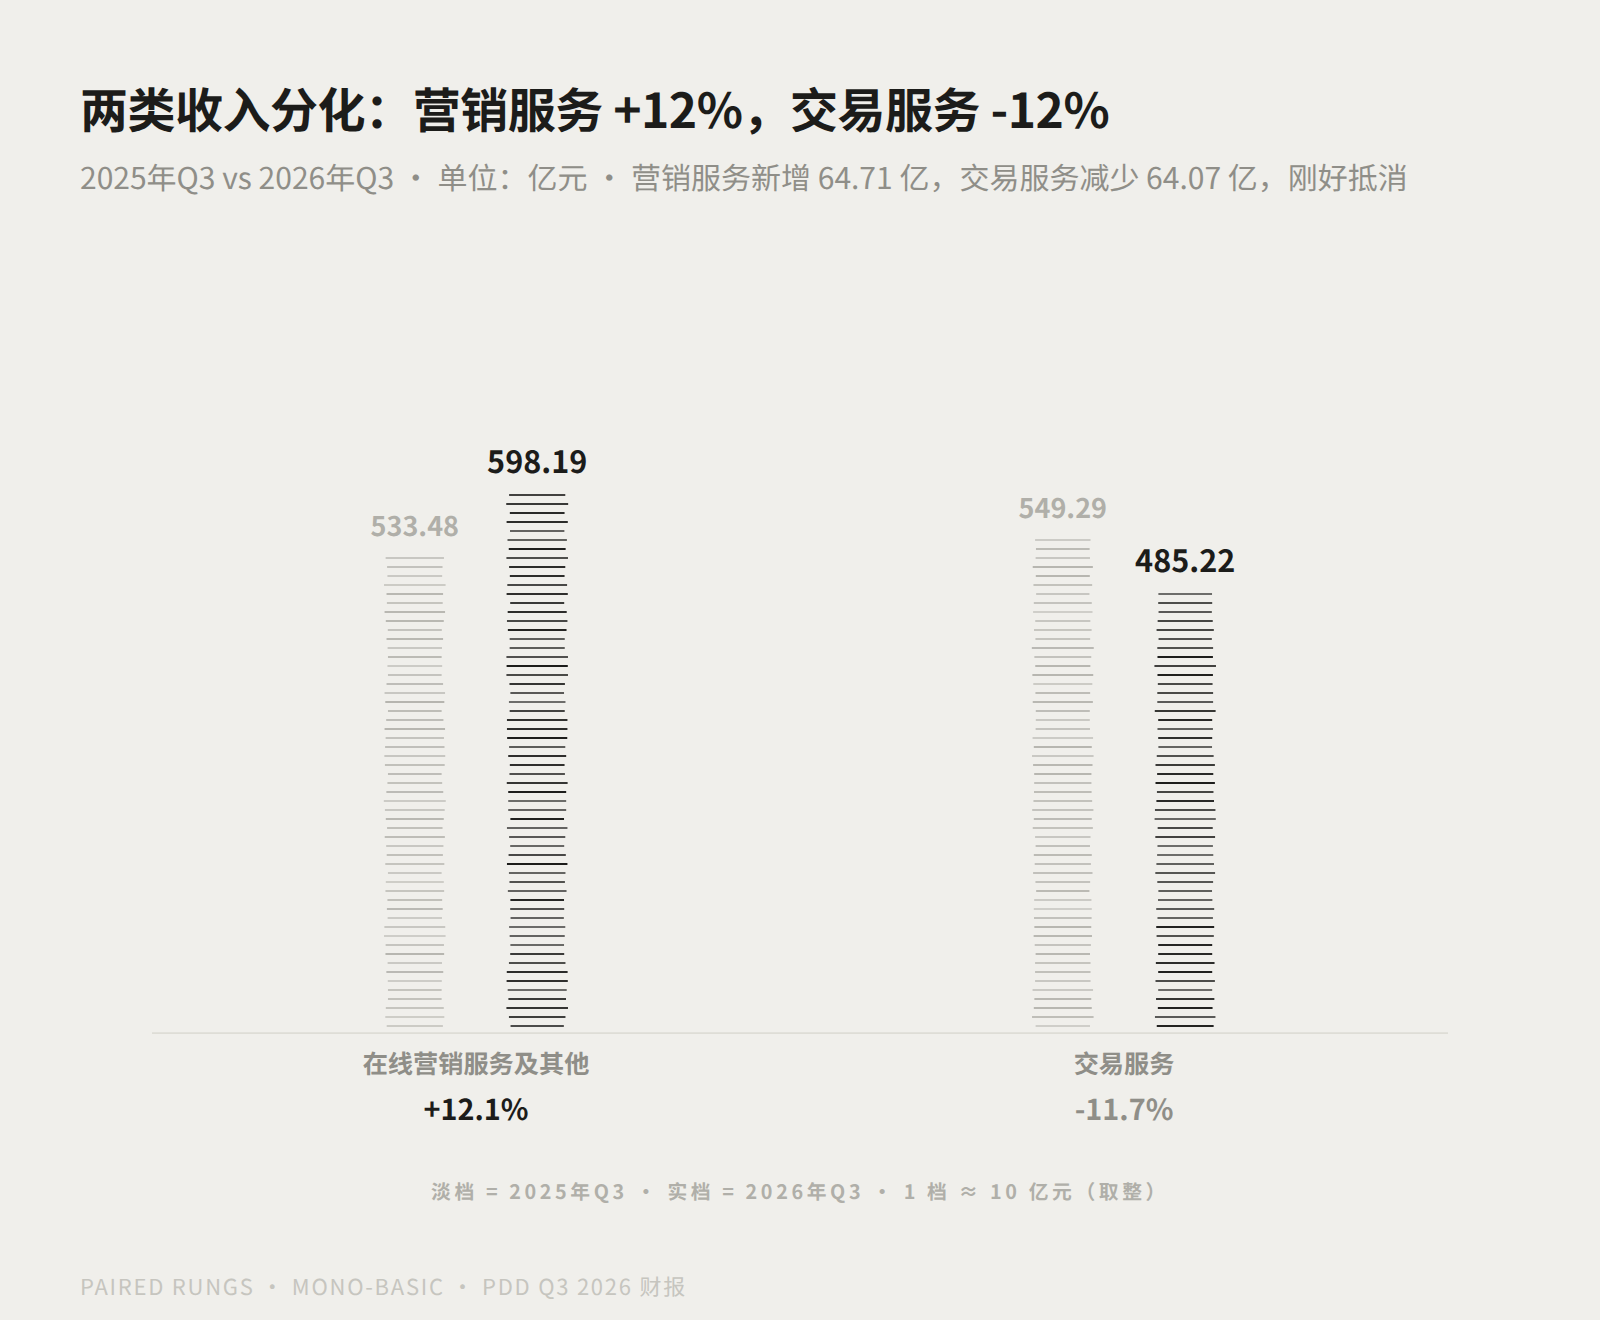 两类收入分化：营销服务 +12%，交易服务 -12%
2025年Q3 vs 2026年Q3 · 单位：亿元 · 营销服务新增 64.71 亿，交易服务减少 64.07 亿，刚好抵消
533.48
598.19
549.29
485.22
在线营销服务及其他
+12.1%
交易服务
-11.7%
淡档 = 2025年Q3 · 实档 = 2026年Q3 · 1 档 ≈ 10 亿元（取整）
PAIRED RUNGS · MONO-BASIC · PDD Q3 2026 财报